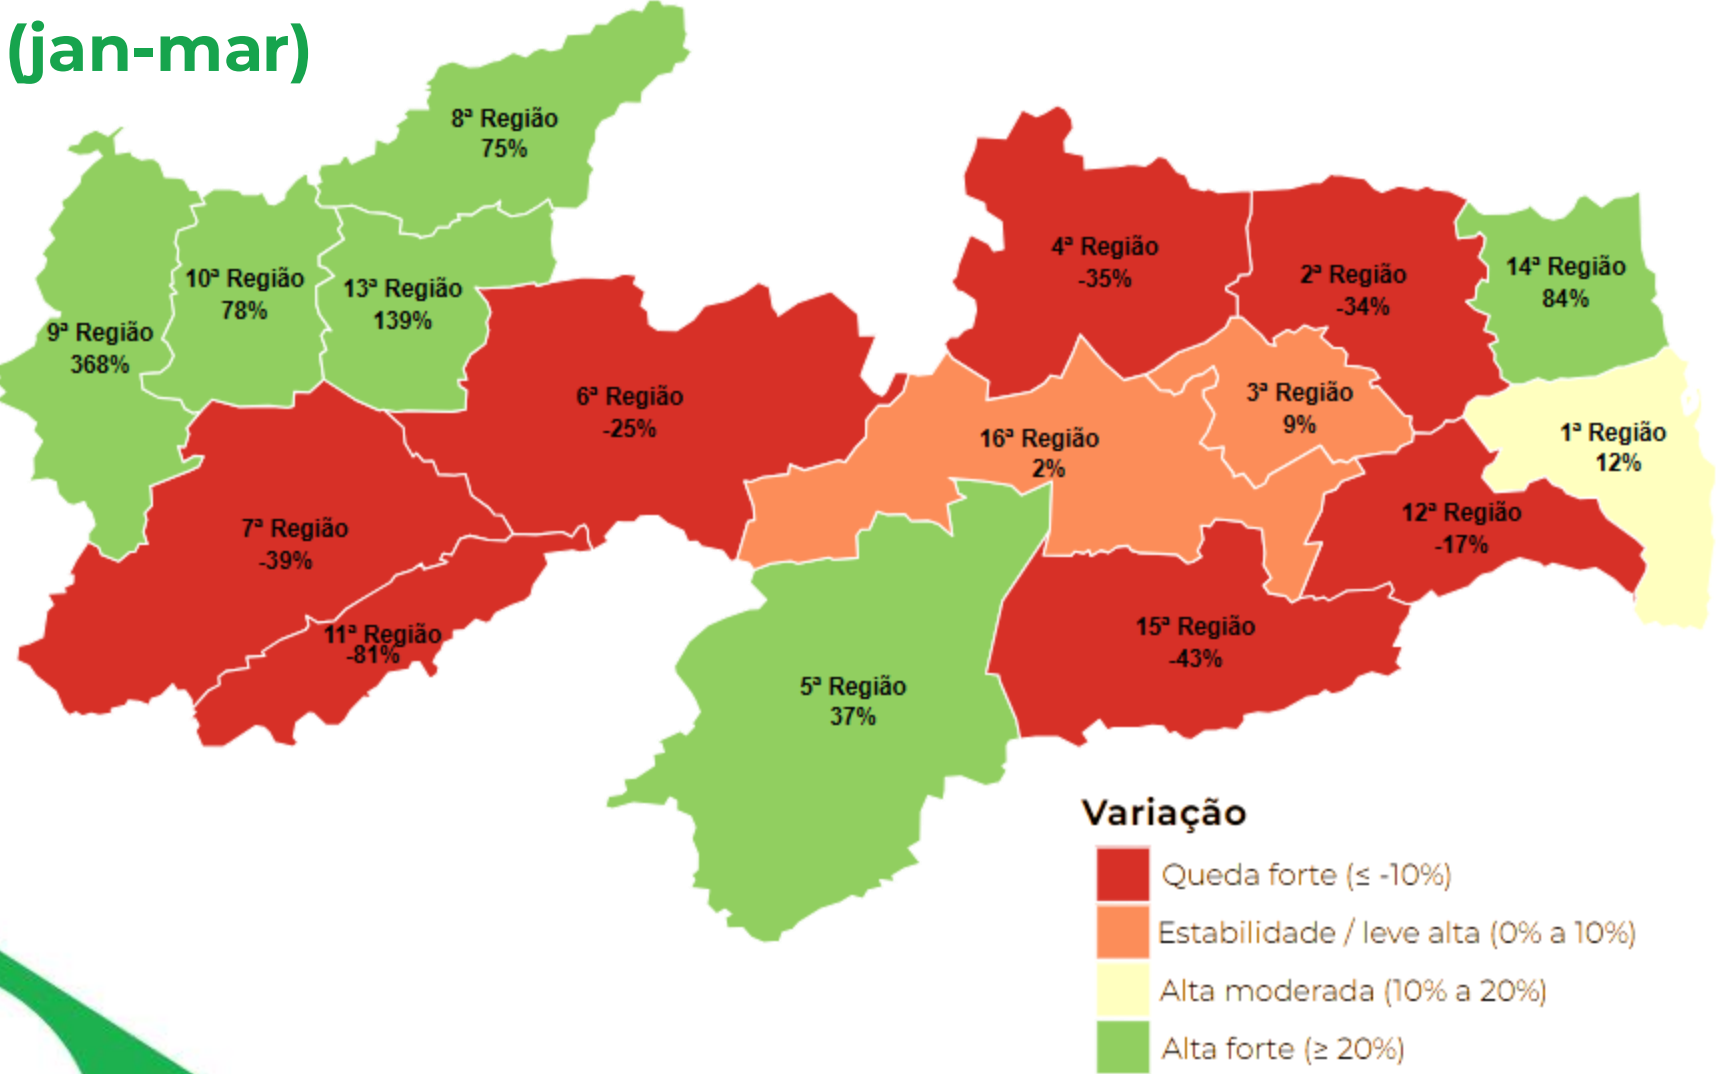 (jan-mar)
8ª Região
75%
4ª Região
-35%
2ª Região
-34%
14ª Região
84%
10ª Região
78%
13ª Região
139%
9ª Região
368%
6ª Região
-25%
3ª Região
9%
16ª Região
2%
1ª Região
12%
12ª Região
-17%
7ª Região
-39%
11ª Região
-81%
15ª Região
-43%
5ª Região
37%
Variação
Queda forte (≤ -10%)
Estabilidade / leve alta (0% a 10%)
Alta moderada (10% a 20%)
Alta forte (≥ 20%)